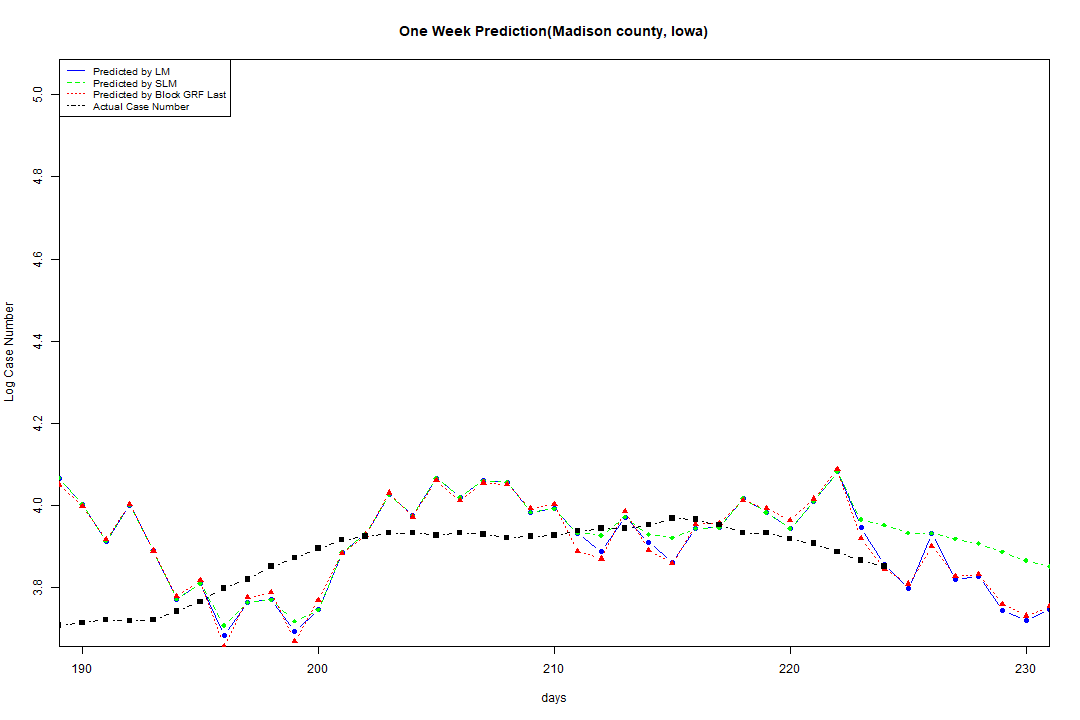 One Week Prediction(Madison county, Iowa)
Predicted by LM
Predicted by SLM
Predicted by Block GRF Last
Actual Case Number
5.0
4.8
4.6
4.4
4.2
4.0
3.8
Log Case Number
190
200
210
220
230
days